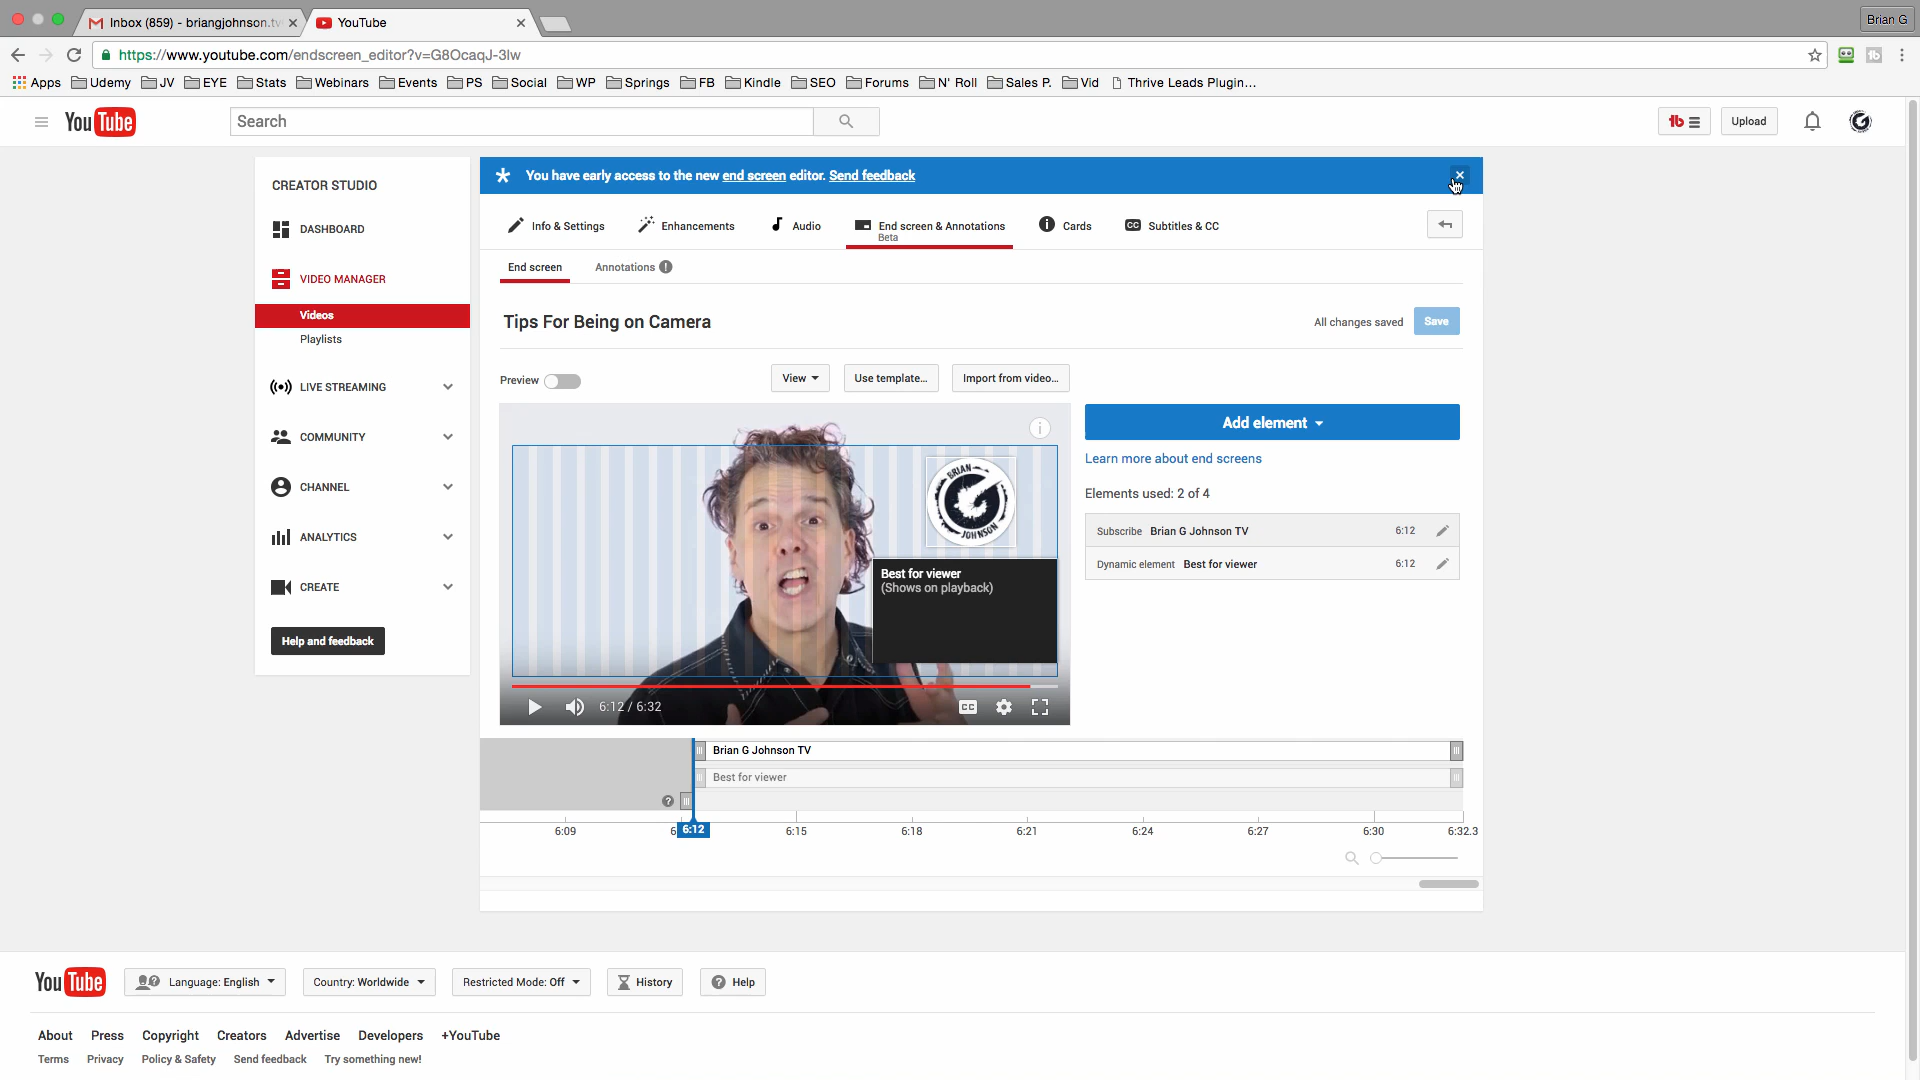 Inbox (859) - briangjohnson.tv
YouTube
Brian G
https://www.youtube.com/endscreen_editor?v=G8OcaqJ-3lw
Apps Udemy JV EYE Stats Webinars Events PS Social WP Springs FB Kindle SEO Forums N' Roll Sales P. Vid Thrive Leads Plugin...
YouTube
Search
Upload
CREATOR STUDIO
DASHBOARD
VIDEO MANAGER
Videos
Playlists
LIVE STREAMING
COMMUNITY
CHANNEL
ANALYTICS
CREATE
Help and feedback
You have early access to the new end screen editor. Send feedback
Info & Settings
Enhancements
Audio
End screen & Annotations
Beta
Cards
CC Subtitles & CC
End screen
Annotations
Tips For Being on Camera
All changes saved
Save
Preview
View
Use template...
Import from video...
Add element
Learn more about end screens
Elements used: 2 of 4
Subscribe Brian G Johnson TV 6:12
Dynamic element Best for viewer 6:12
BRIAN
JOHNSON
Best for viewer
(Shows on playback)
6:12 / 6:32
CC
Brian G Johnson TV
Best for viewer
6:09 6:12 6:15 6:18 6:21 6:24 6:27 6:30 6:32.3
YouTube
Language: English
Country: Worldwide
Restricted Mode: Off
History
Help
About Press Copyright Creators Advertise Developers +YouTube
Terms Privacy Policy & Safety Send feedback Try something new!